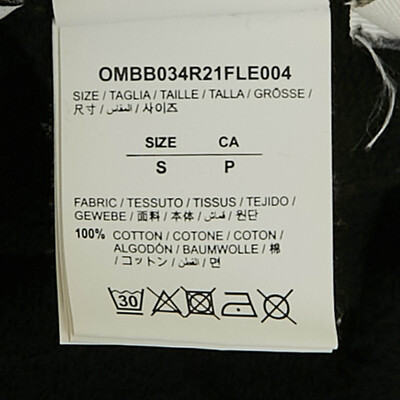 OMBB034R21FLE004
SIZE / TAGLIA / TAILLE / TALLA / GRÖSSE /
尺寸 / المقاس / 사이즈
SIZE CA
S P
FABRIC / TESSUTO / TISSUS / TEJIDO /
GEWEBE / 面料 / 本体 / قماش / 원단
100% COTTON / COTONE / COTON /
ALGODÓN / BAUMWOLLE / 棉
/ コットン / القطن / 면
30